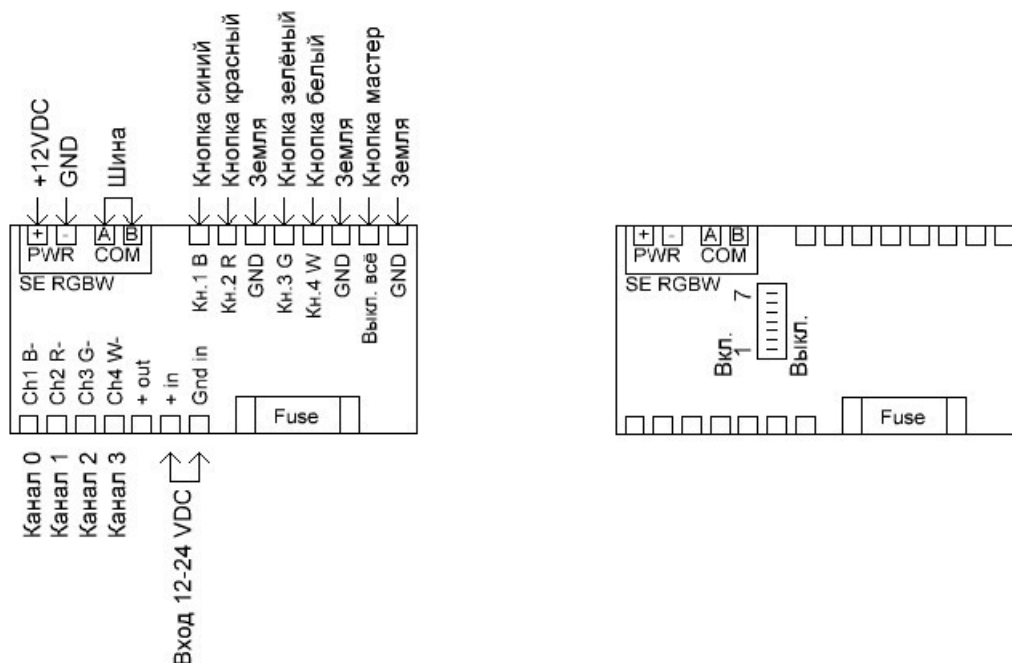 +12VDC
GND
Шина
Кнопка синий
Кнопка красный
Земля
Кнопка зелёный
Кнопка белый
Земля
Кнопка мастер
Земля
+ - A B
PWR COM
SE RGBW
Кн.1 B
Кн.2 R
GND
Кн.3 G
Кн.4 W
GND
Выкл. всё
GND
Ch1 B-
Ch2 R-
Ch3 G-
Ch4 W-
+ out
+ in
Gnd in
Fuse
Канал 0
Канал 1
Канал 2
Канал 3
Вход 12-24 VDC
+ - A B
PWR COM
SE RGBW
Вкл.
1 7
Выкл.
Fuse